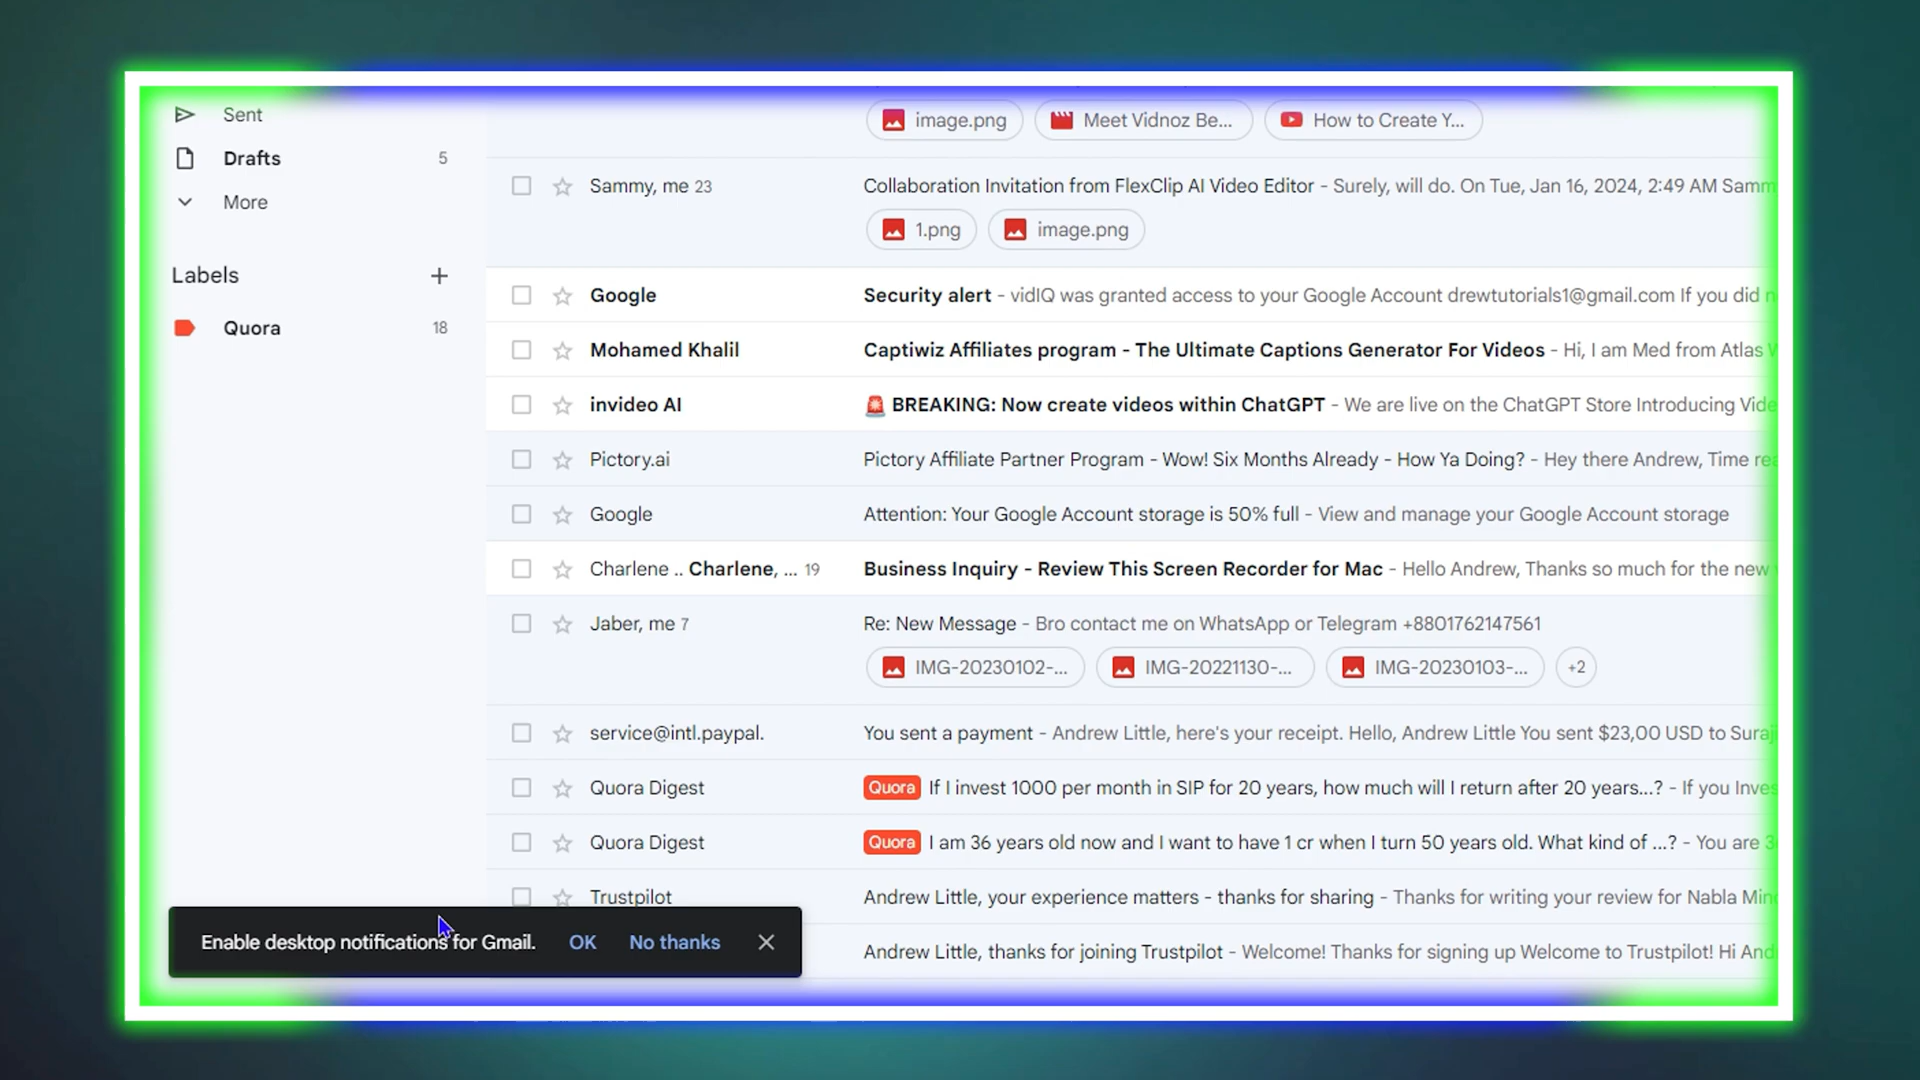 Sent
Drafts 5
More
Labels +
Quora 18
image.png Meet Vidnoz Be... How to Create Y...
Sammy, me 23 Collaboration Invitation from FlexClip AI Video Editor - Surely, will do. On Tue, Jan 16, 2024, 2:49 AM Samm
1.png image.png
Google Security alert - vidIQ was granted access to your Google Account drewtutorials1@gmail.com If you did n
Mohamed Khalil Captiwiz Affiliates program - The Ultimate Captions Generator For Videos - Hi, I am Med from Atlas
invideo AI 🚨 BREAKING: Now create videos within ChatGPT - We are live on the ChatGPT Store Introducing Vide
Pictory.ai Pictory Affiliate Partner Program - Wow! Six Months Already - How Ya Doing? - Hey there Andrew, Time rea
Google Attention: Your Google Account storage is 50% full - View and manage your Google Account storage
Charlene .. Charlene, ... 19 Business Inquiry - Review This Screen Recorder for Mac - Hello Andrew, Thanks so much for the new
Jaber, me 7 Re: New Message - Bro contact me on WhatsApp or Telegram +8801762147561
IMG-20230102-... IMG-20221130-... IMG-20230103-... +2
service@intl.paypal. You sent a payment - Andrew Little, here's your receipt. Hello, Andrew Little You sent $23,00 USD to Suraj
Quora Digest Quora If I invest 1000 per month in SIP for 20 years, how much will I return after 20 years...? - If you Inves
Quora Digest Quora I am 36 years old now and I want to have 1 cr when I turn 50 years old. What kind of ...? - You are 3
Trustpilot Andrew Little, your experience matters - thanks for sharing - Thanks for writing your review for Nabla Min
Andrew Little, thanks for joining Trustpilot - Welcome! Thanks for signing up Welcome to Trustpilot! Hi And
Enable desktop notifications for Gmail. OK No thanks